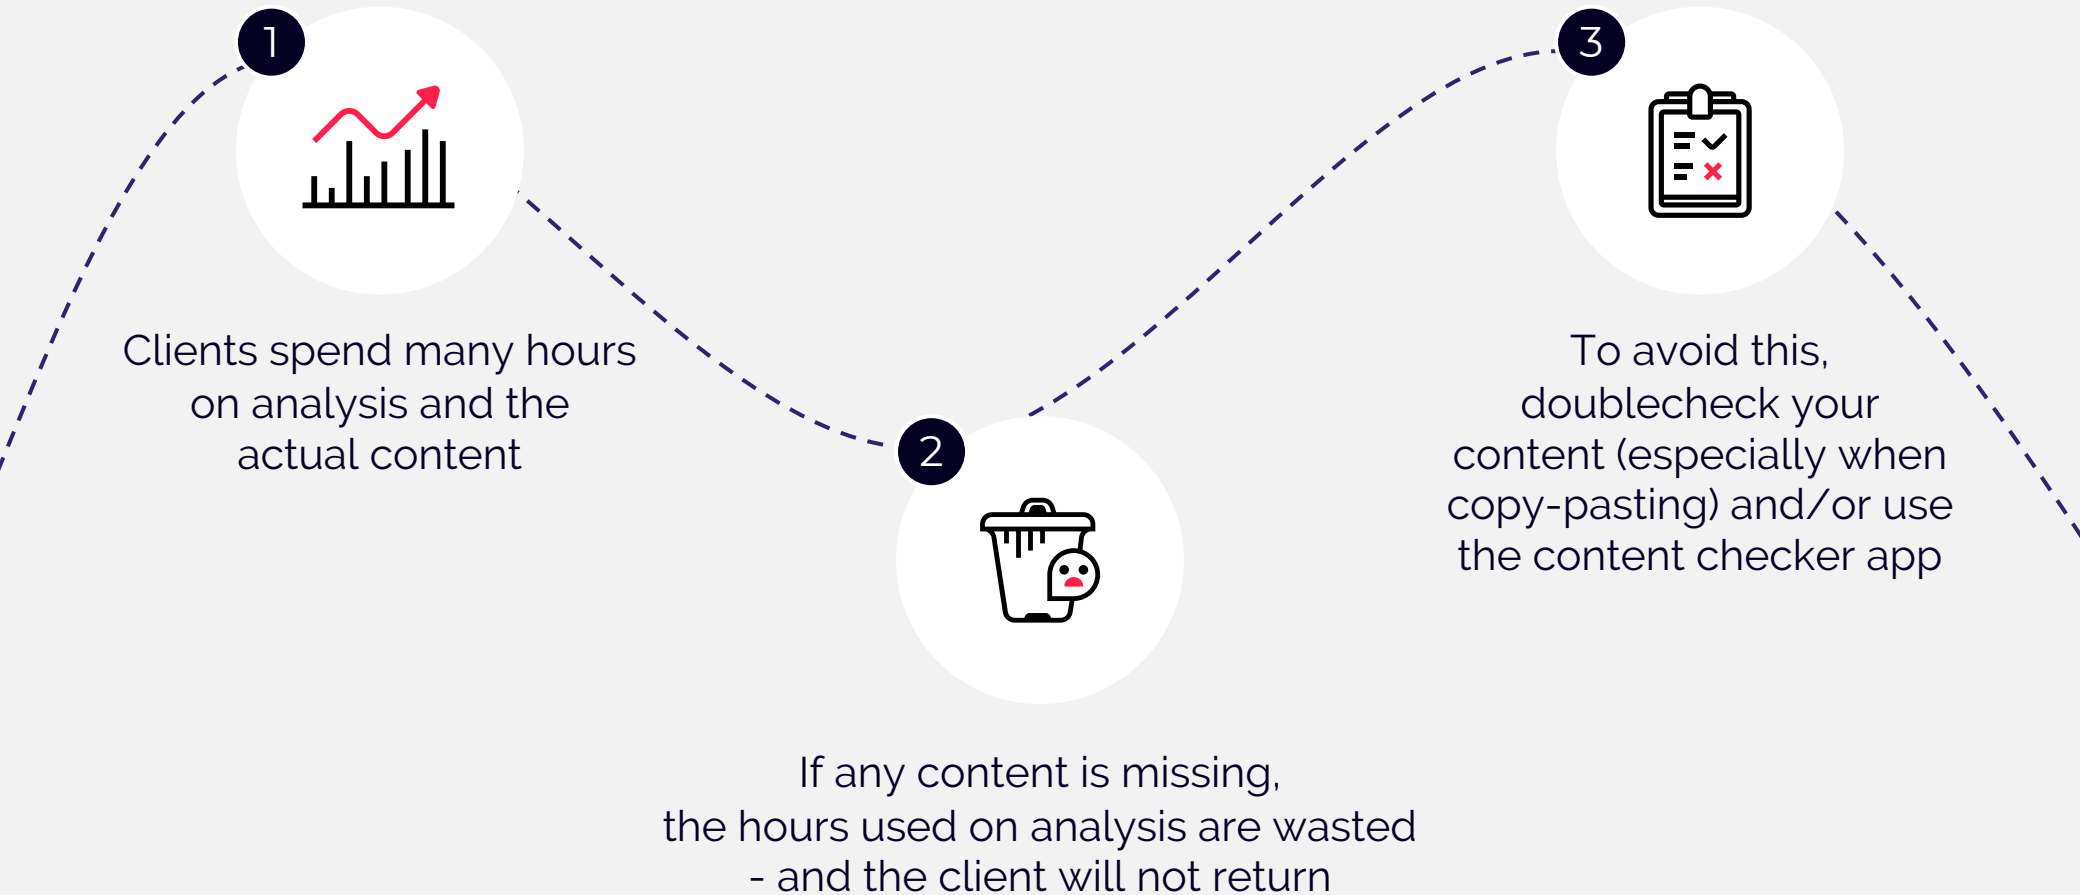 1
Clients spend many hours
on analysis and the
actual content
2
If any content is missing,
the hours used on analysis are wasted
- and the client will not return
3
To avoid this,
doublecheck your
content (especially when
copy-pasting) and/or use
the content checker app